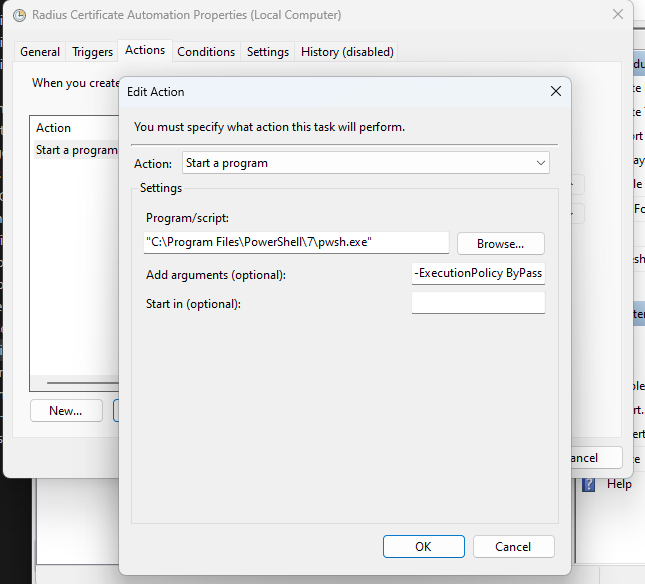 Radius Certificate Automation Properties (Local Computer)
General Triggers Actions Conditions Settings History (disabled)
When you create
Action
Start a program
New...
Edit Action
You must specify what action this task will perform.
Action: Start a program
Settings
Program/script:
"C:\Program Files\PowerShell\7\pwsh.exe" Browse...
Add arguments (optional): -ExecutionPolicy ByPass
Start in (optional):
OK Cancel
ancel
Help